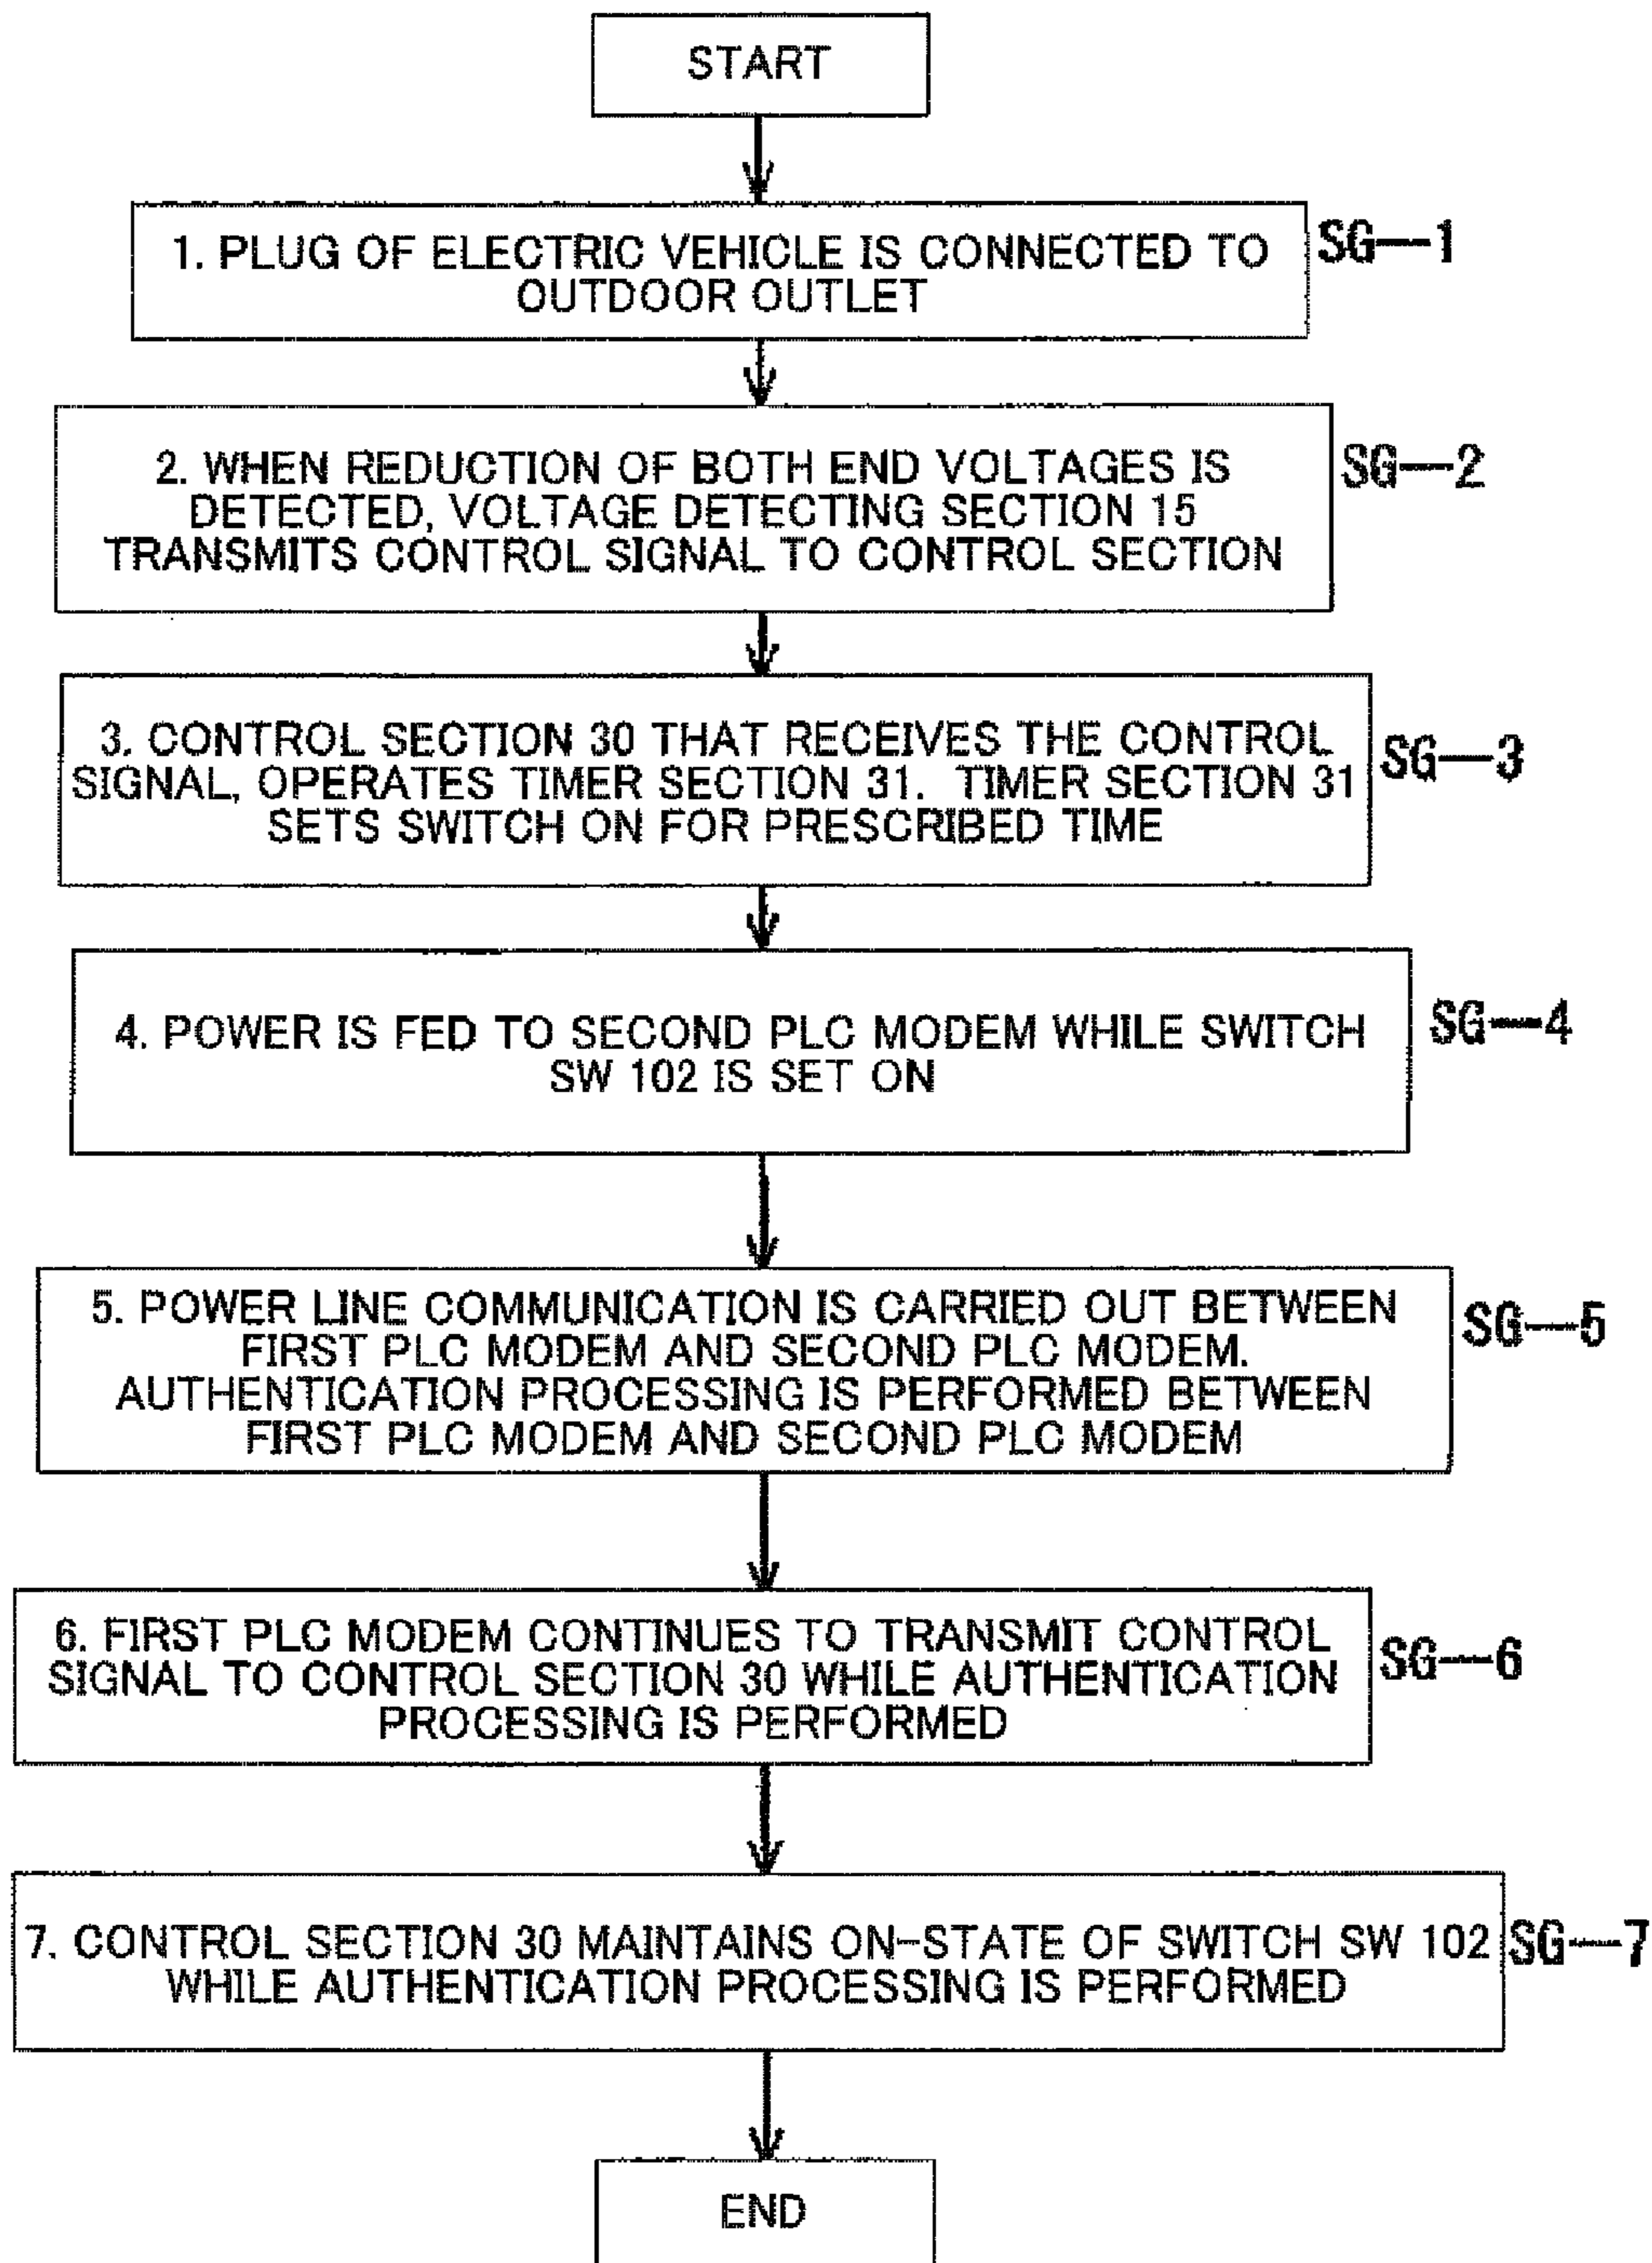 START
1. PLUG OF ELECTRIC VEHICLE IS CONNECTED TO
OUTDOOR OUTLET
SG—1
2. WHEN REDUCTION OF BOTH END VOLTAGES IS
DETECTED, VOLTAGE DETECTING SECTION 15
TRANSMITS CONTROL SIGNAL TO CONTROL SECTION
SG—2
3. CONTROL SECTION 30 THAT RECEIVES THE CONTROL
SIGNAL, OPERATES TIMER SECTION 31. TIMER SECTION 31
SETS SWITCH ON FOR PRESCRIBED TIME
SG—3
4. POWER IS FED TO SECOND PLC MODEM WHILE SWITCH
SW 102 IS SET ON
SG—4
5. POWER LINE COMMUNICATION IS CARRIED OUT BETWEEN
FIRST PLC MODEM AND SECOND PLC MODEM.
AUTHENTICATION PROCESSING IS PERFORMED BETWEEN
FIRST PLC MODEM AND SECOND PLC MODEM
SG—5
6. FIRST PLC MODEM CONTINUES TO TRANSMIT CONTROL
SIGNAL TO CONTROL SECTION 30 WHILE AUTHENTICATION
PROCESSING IS PERFORMED
SG—6
7. CONTROL SECTION 30 MAINTAINS ON-STATE OF SWITCH SW 102
WHILE AUTHENTICATION PROCESSING IS PERFORMED
SG—7
END